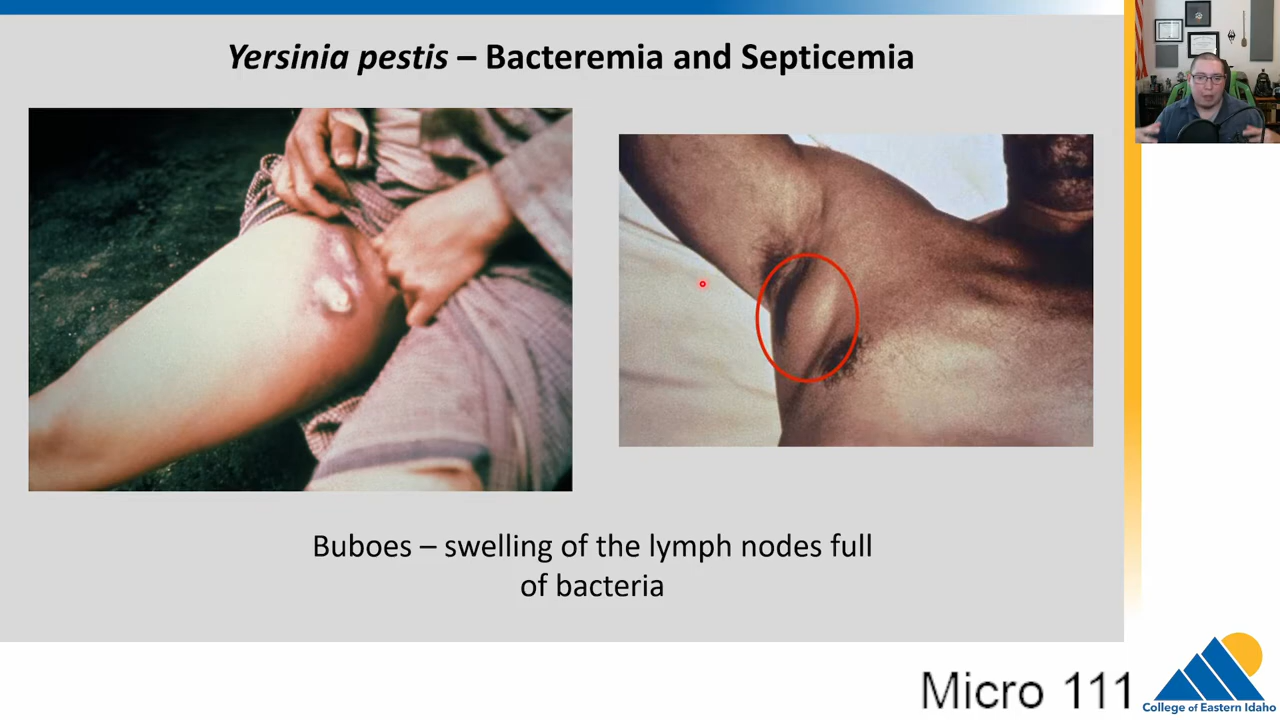 Yersinia pestis – Bacteremia and Septicemia
Buboes – swelling of the lymph nodes full
of bacteria
Micro 111
College of Eastern Idaho